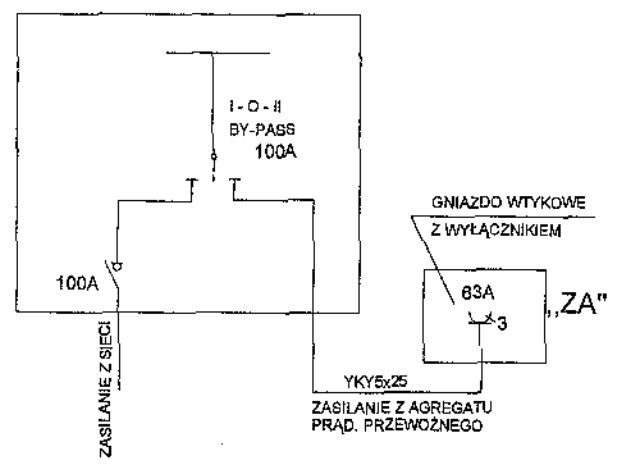 I - O - II
BY-PASS
100A
100A
ZASILANIE Z SIECI
GNIAZDO WTYKOWE
Z WYŁĄCZNIKIEM
63A
3
,,ZA"
YKY5x25
ZASILANIE Z AGREGATU
PRĄD. PRZEWOŹNEGO